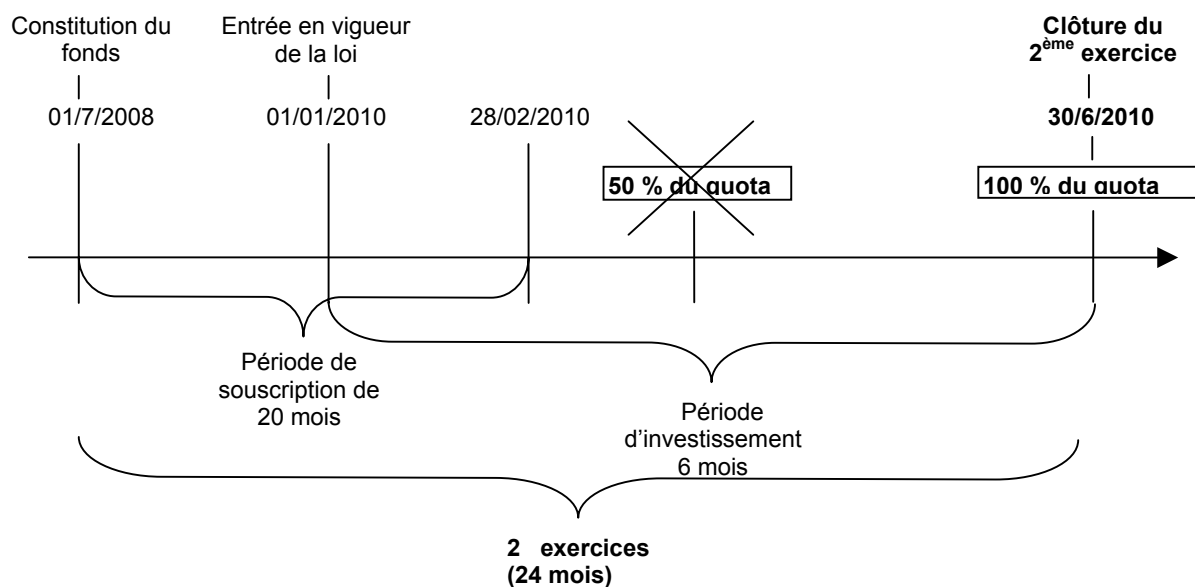 Constitution du
fonds
Entrée en vigueur
de la loi
Clôture du
2ème exercice
01/7/2008
01/01/2010
28/02/2010
30/6/2010
50 % du quota
100 % du quota
Période de
souscription de
20 mois
Période
d'investissement
6 mois
2 exercices
(24 mois)